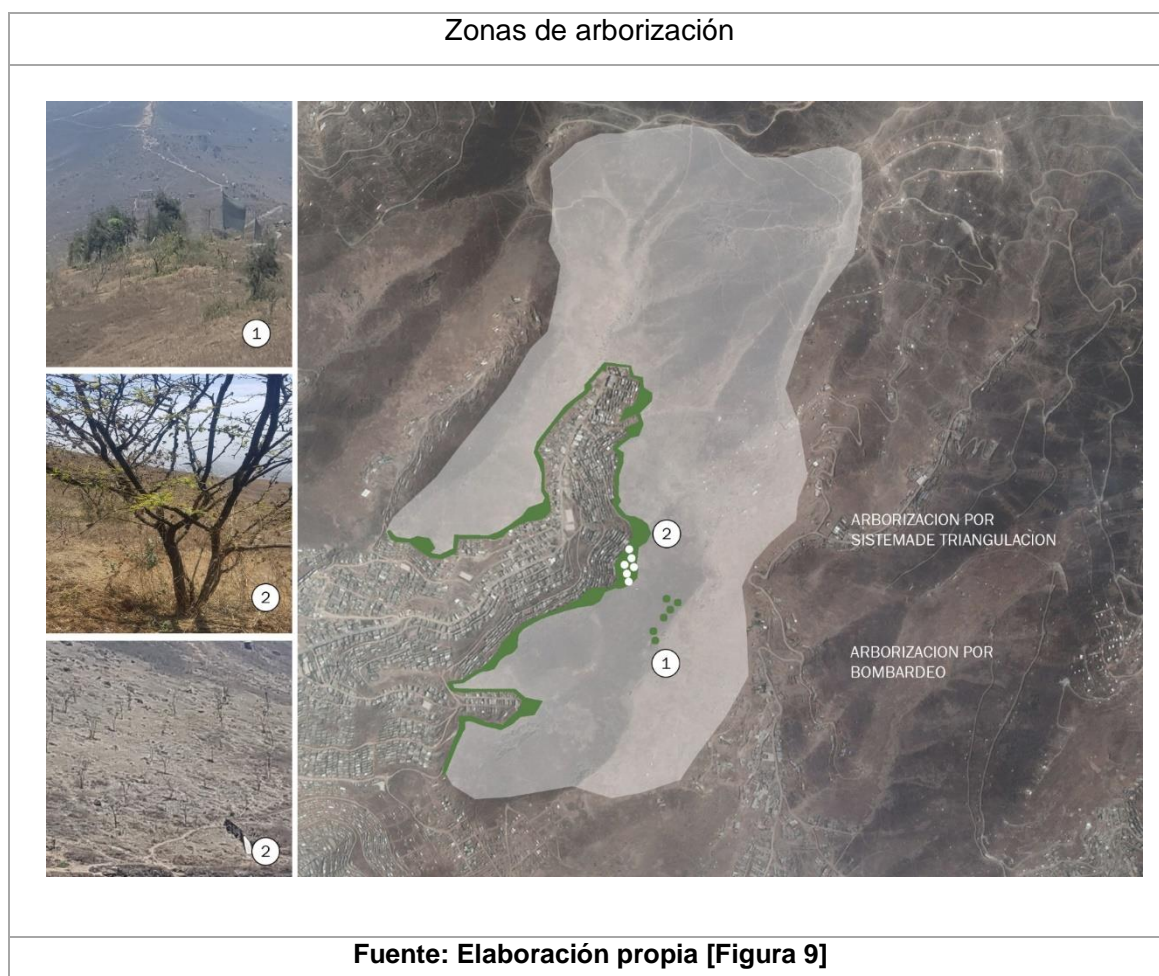 Zonas de arborización
1
2
2
2
1
ARBORIZACION POR
SISTEMADE TRIANGULACION
ARBORIZACION POR
BOMBARDEO
Fuente: Elaboración propia [Figura 9]